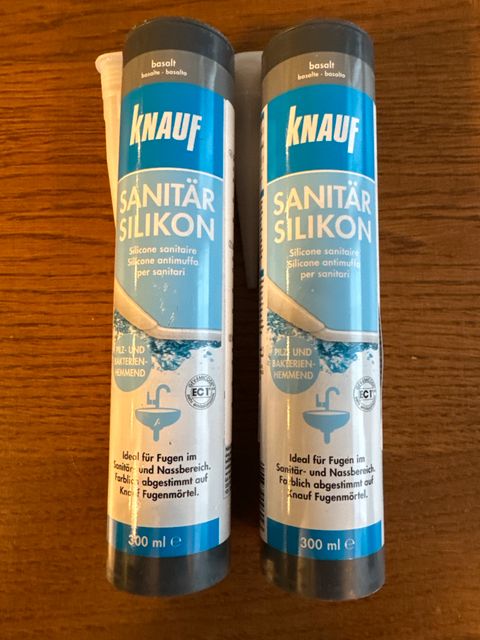 basalt
basalte - basalto
KNAUF
SANITÄR
SILIKON
Silicone sanitaire
Silicone antimuffa
per sanitari
PILZ- UND
BAKTERIEN-
HEMMEND
EC1
Ideal für Fugen im
Sanitär- und Nassbereich.
Farblich abgestimmt auf
Knauf Fugenmörtel.
300 ml e
basalt
basalte - basalto
KNAUF
SANITÄR
SILIKON
Silicone sanitaire
Silicone antimuffa
per sanitari
PILZ- UND
BAKTERIEN-
HEMMEND
EC1
Ideal für Fugen im
Sanitär- und Nassbereich.
Farblich abgestimmt auf
Knauf Fugenmörtel.
300 ml e